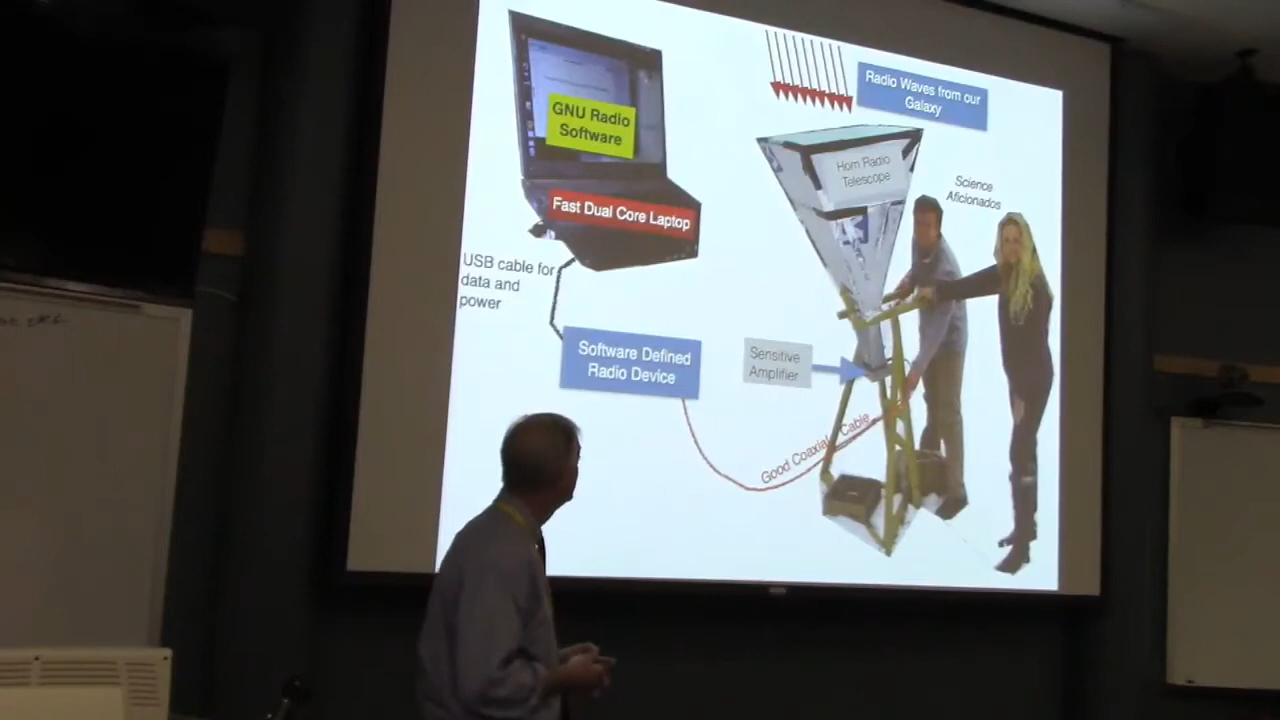 GNU Radio
Software
Fast Dual Core Laptop
USB cable for
data and
power
Software Defined
Radio Device
Radio Waves from our
Galaxy
Horn Radio
Telescope
Science
Aficionados
Sensitive
Amplifier
Good Coaxial Cable